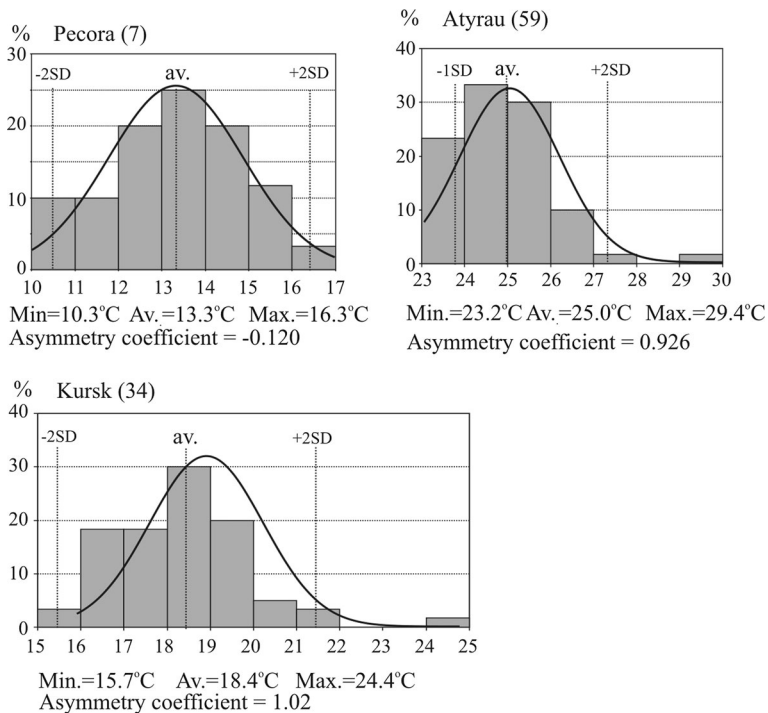 % Pecora (7)
30
-2SD av. +2SD
20
10
0
10 11 12 13 14 15 16 17
Min=10.3°C Av.=13.3°C Max.=16.3°C
Asymmetry coefficient = -0.120
% Atyrau (59)
40
-1SD av. +2SD
30
20
10
0
23 24 25 26 27 28 29 30
Min.=23.2°C Av.=25.0°C Max.=29.4°C
Asymmetry coefficient = 0.926
% Kursk (34)
40
-2SD av. +2SD
30
20
10
0
15 16 17 18 19 20 21 22 23 24 25
Min.=15.7°C Av.=18.4°C Max.=24.4°C
Asymmetry coefficient = 1.02